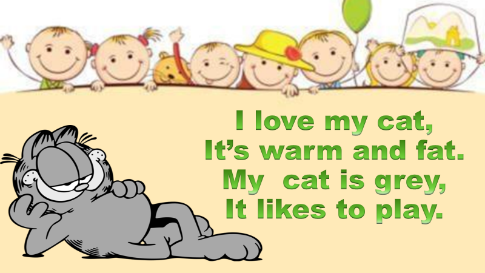 I love my cat,
It's warm and fat.
My  cat is grey,
It likes to play.